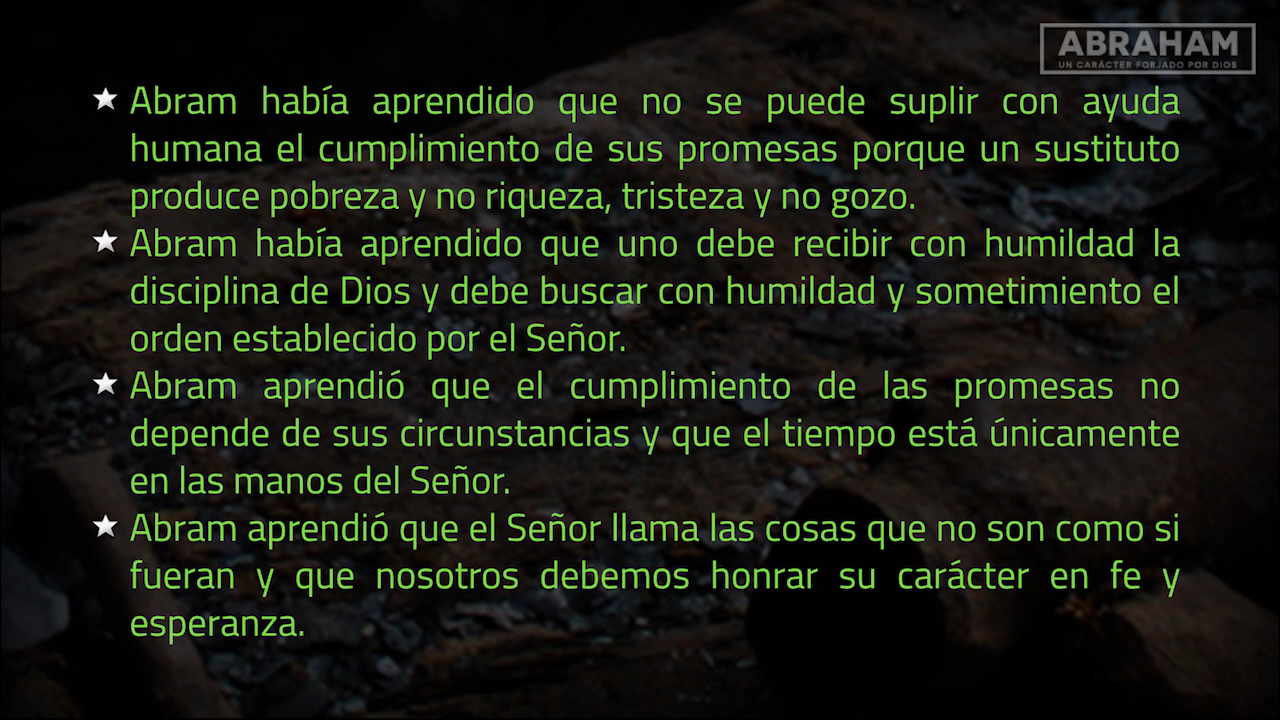 ABRAHAM
UN CARÁCTER FORJADO POR DIOS
Abram había aprendido que no se puede suplir con ayuda
humana el cumplimiento de sus promesas porque un sustituto
produce pobreza y no riqueza, tristeza y no gozo.
Abram había aprendido que uno debe recibir con humildad la
disciplina de Dios y debe buscar con humildad y sometimiento el
orden establecido por el Señor.
Abram aprendió que el cumplimiento de las promesas no
depende de sus circunstancias y que el tiempo está únicamente
en las manos del Señor.
Abram aprendió que el Señor llama las cosas que no son como si
fueran y que nosotros debemos honrar su carácter en fe y
esperanza.